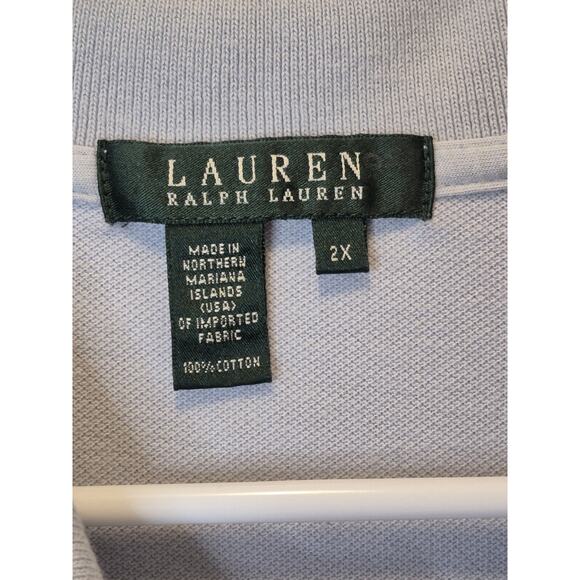 LAUREN
RALPH LAUREN
2X
MADE IN
NORTHERN
MARIANA
ISLANDS
(USA)
OF IMPORTED
FABRIC
100% COTTON